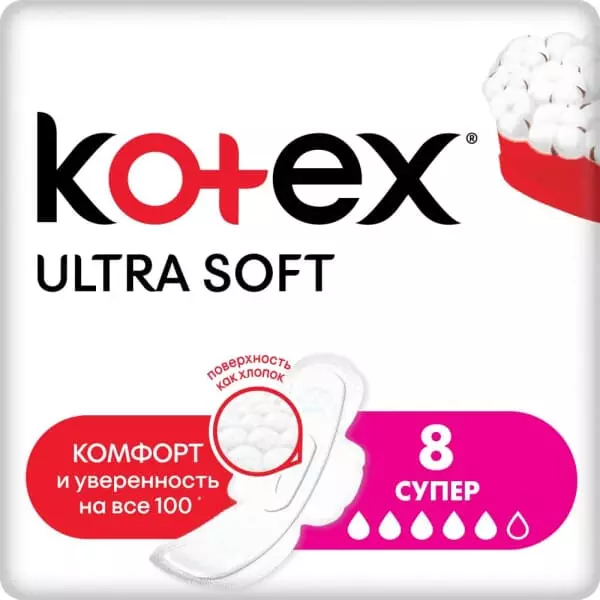 kotex®
ULTRA SOFT
поверхность
как хлопок
КОМФОРТ
и уверенность
на все 100*
8
СУПЕР